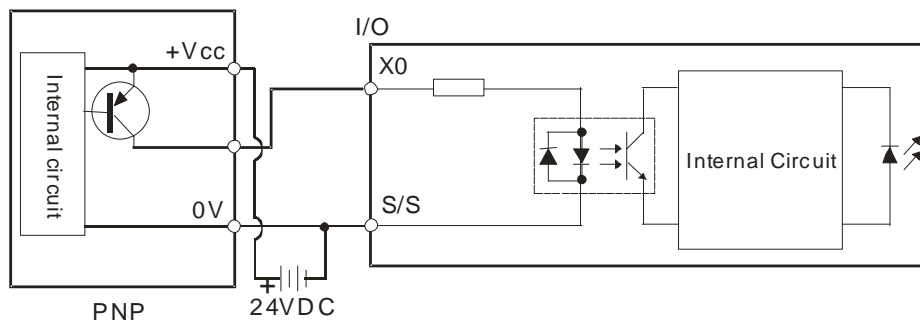 I/O
+Vcc
X0
Internal circuit
Internal Circuit
0V
S/S
+
24VDC
PNP